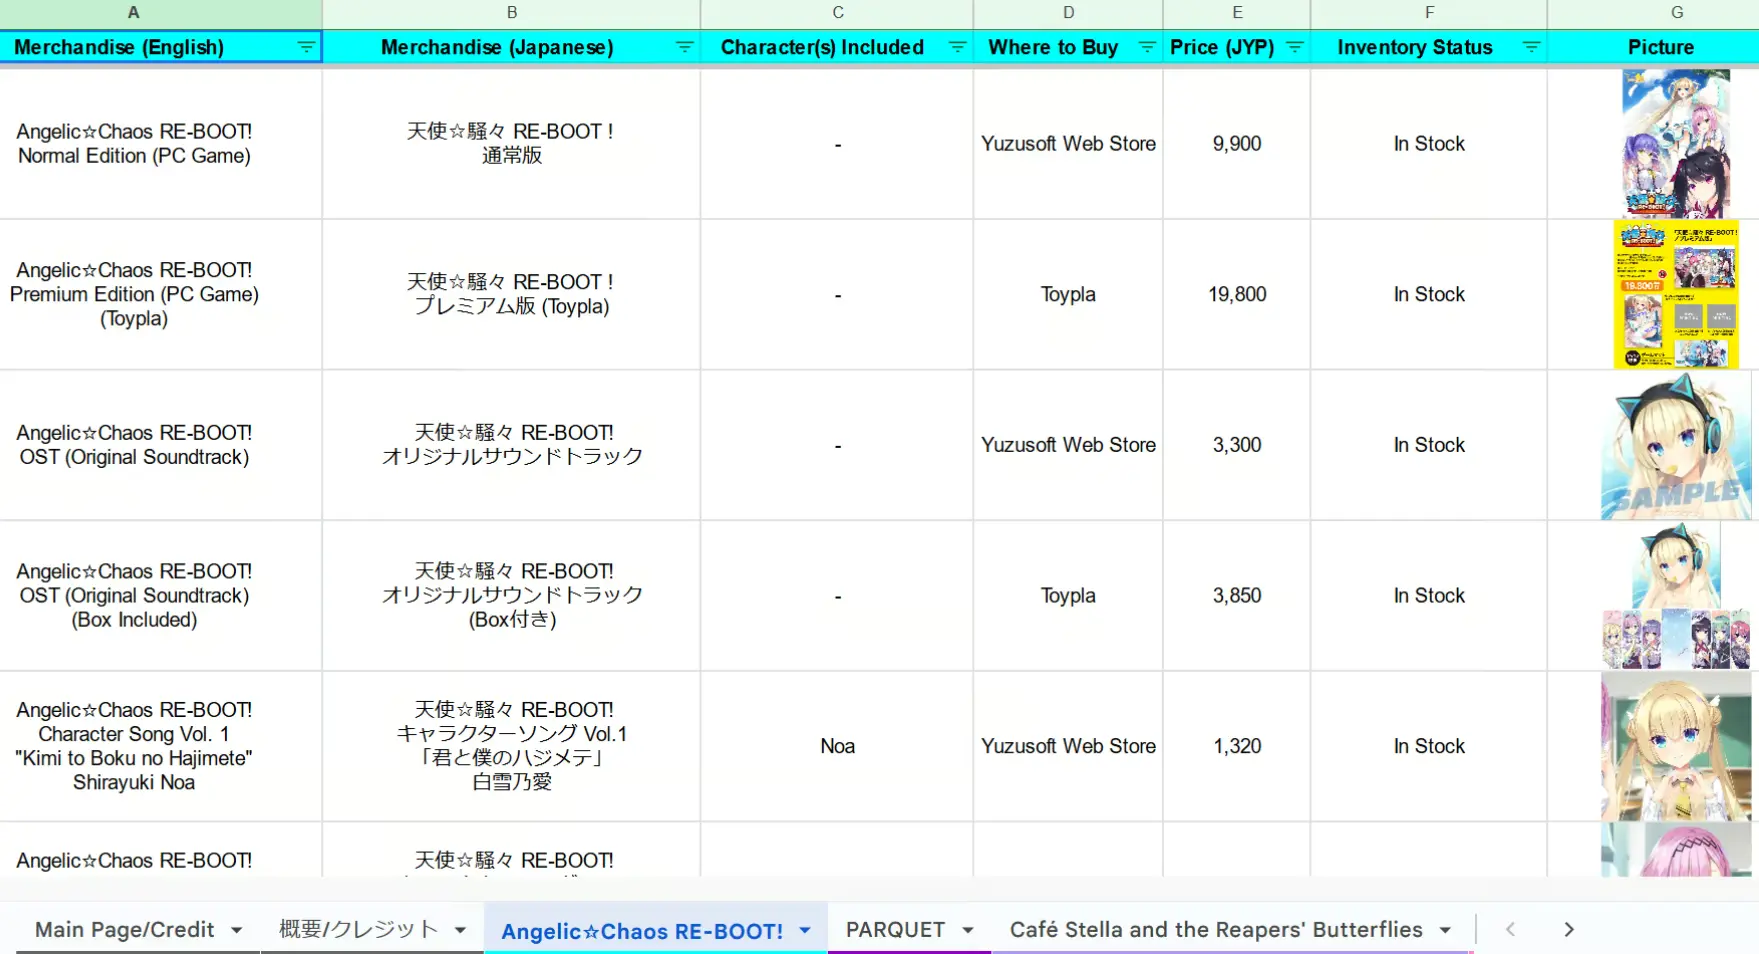 A
B
C
D
E
F
G
Merchandise (English)
Merchandise (Japanese)
Character(s) Included
Where to Buy
Price (JYP)
Inventory Status
Picture
Angelic☆Chaos RE-BOOT!
Normal Edition (PC Game)
天使☆騒々 RE-BOOT！
通常版
-
Yuzusoft Web Store
9,900
In Stock
Angelic☆Chaos RE-BOOT!
Premium Edition (PC Game)
(Toypla)
天使☆騒々 RE-BOOT！
プレミアム版 (Toypla)
-
Toypla
19,800
In Stock
Angelic☆Chaos RE-BOOT!
OST (Original Soundtrack)
天使☆騒々 RE-BOOT!
オリジナルサウンドトラック
-
Yuzusoft Web Store
3,300
In Stock
SAMPLE
Angelic☆Chaos RE-BOOT!
OST (Original Soundtrack)
(Box Included)
天使☆騒々 RE-BOOT!
オリジナルサウンドトラック
(Box付き)
-
Toypla
3,850
In Stock
Angelic☆Chaos RE-BOOT!
Character Song Vol. 1
"Kimi to Boku no Hajimete"
Shirayuki Noa
天使☆騒々 RE-BOOT!
キャラクターソング Vol.1
「君と僕のハジメテ」
白雪乃愛
Noa
Yuzusoft Web Store
1,320
In Stock
Angelic☆Chaos RE-BOOT!
天使☆騒々 RE-BOOT!
Main Page/Credit
概要/クレジット
Angelic☆Chaos RE-BOOT!
PARQUET
Café Stella and the Reapers' Butterflies